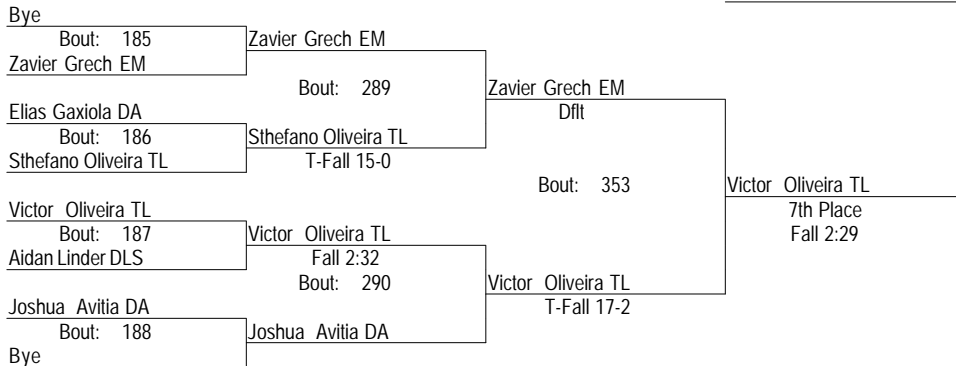 Bye
Bout: 185
Zavier Grech EM
Zavier Grech EM
Bout: 289
Elias Gaxiola DA
Bout: 186
Sthefano Oliveira TL
Sthefano Oliveira TL
T-Fall 15-0
Zavier Grech EM
Dflt
Bout: 353
Victor Oliveira TL
Bout: 187
Aidan Linder DLS
Victor Oliveira TL
Fall 2:32
Bout: 290
Joshua Avitia DA
Bout: 188
Bye
Joshua Avitia DA
Victor Oliveira TL
T-Fall 17-2
Victor Oliveira TL
7th Place
Fall 2:29